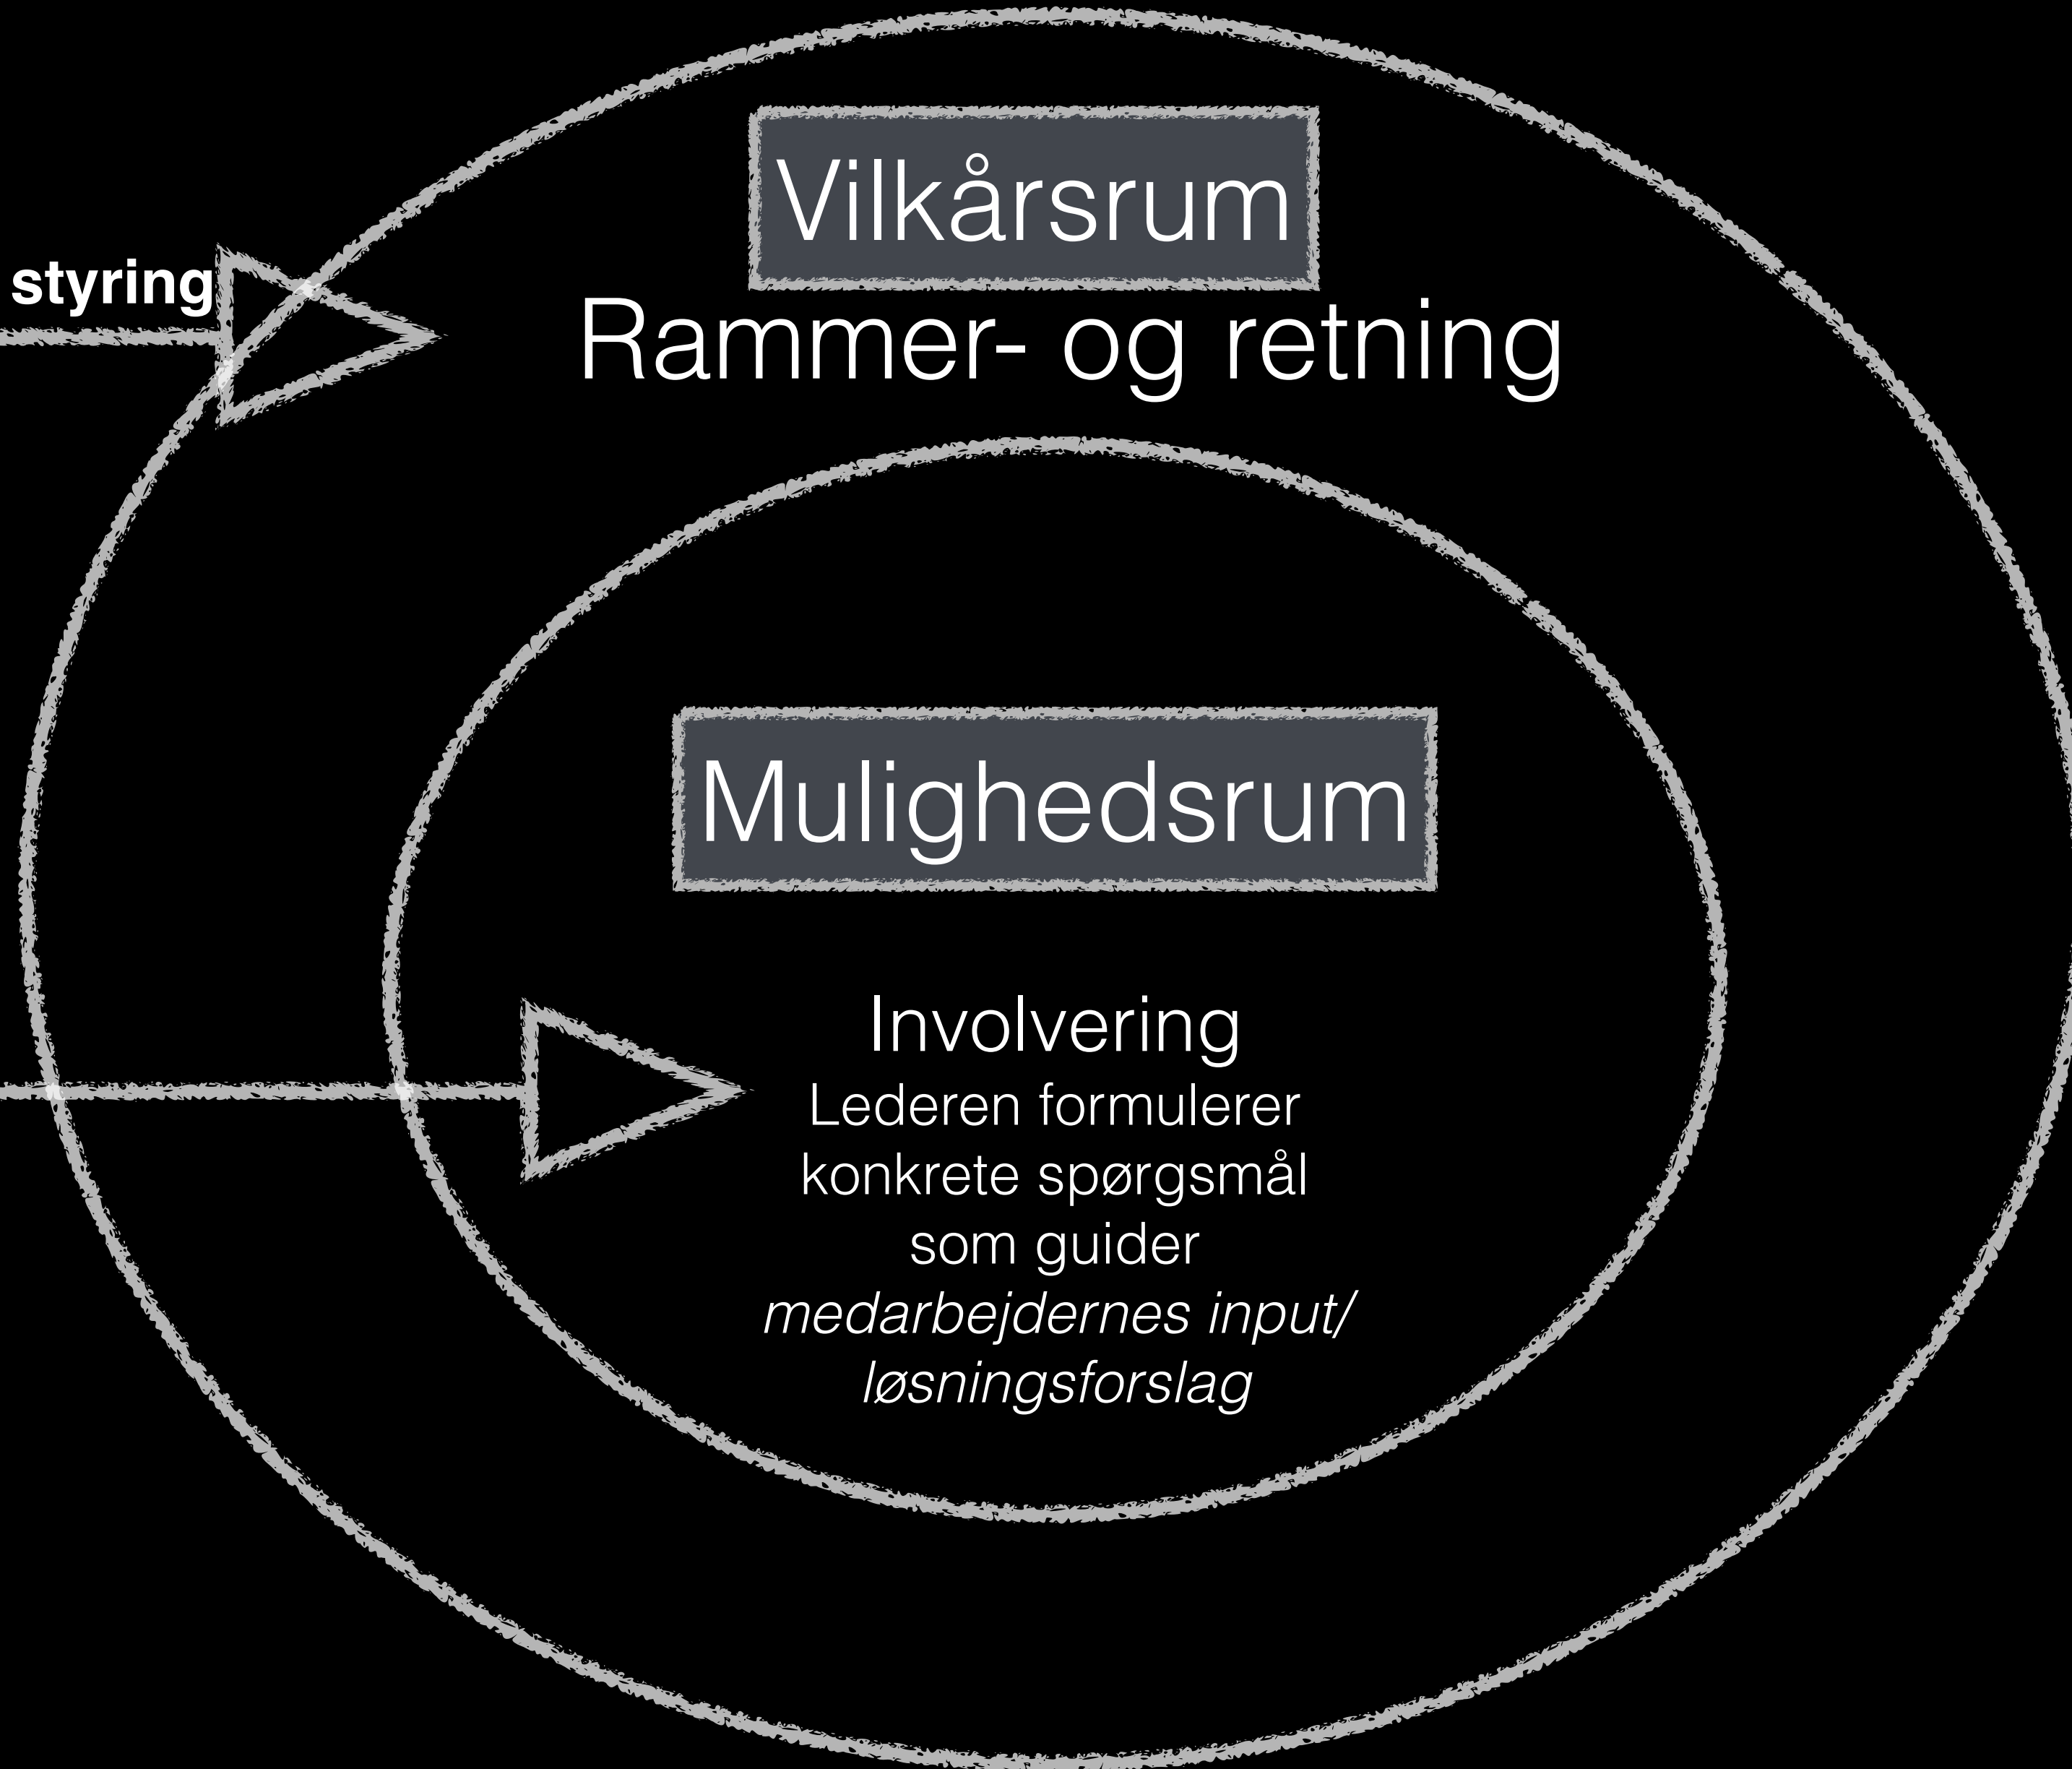 Vilkårsrum
styring
Rammer- og retning
Mulighedsrum
Involvering
Lederen formulerer
konkrete spørgsmål
som guider
medarbejdernes input/
løsningsforslag